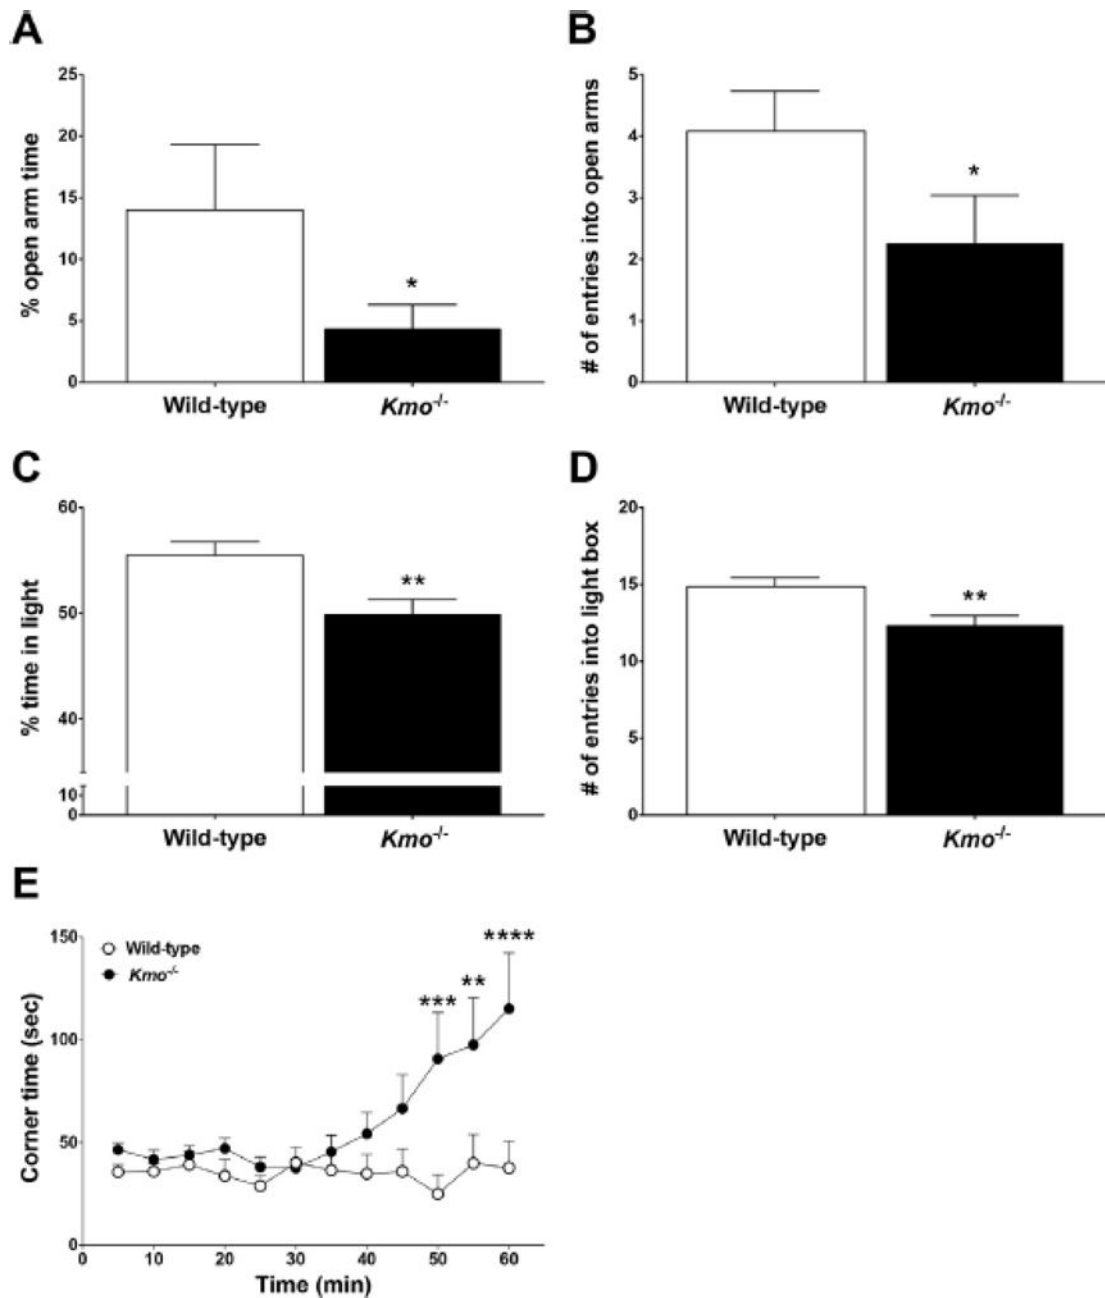 A
B
25
20
15
10
5
0
% open arm time
*
Wild-type
Kmo-/-
5
4
3
2
1
0
# of entries into open arms
*
Wild-type
Kmo-/-
C
D
60
50
40
10
0
% time in light
**
Wild-type
Kmo-/-
20
15
10
5
0
# of entries into light box
**
Wild-type
Kmo-/-
E
150
100
50
0
Corner time (sec)
Wild-type
Kmo-/-
***
**
****
0 10 20 30 40 50 60
Time (min)